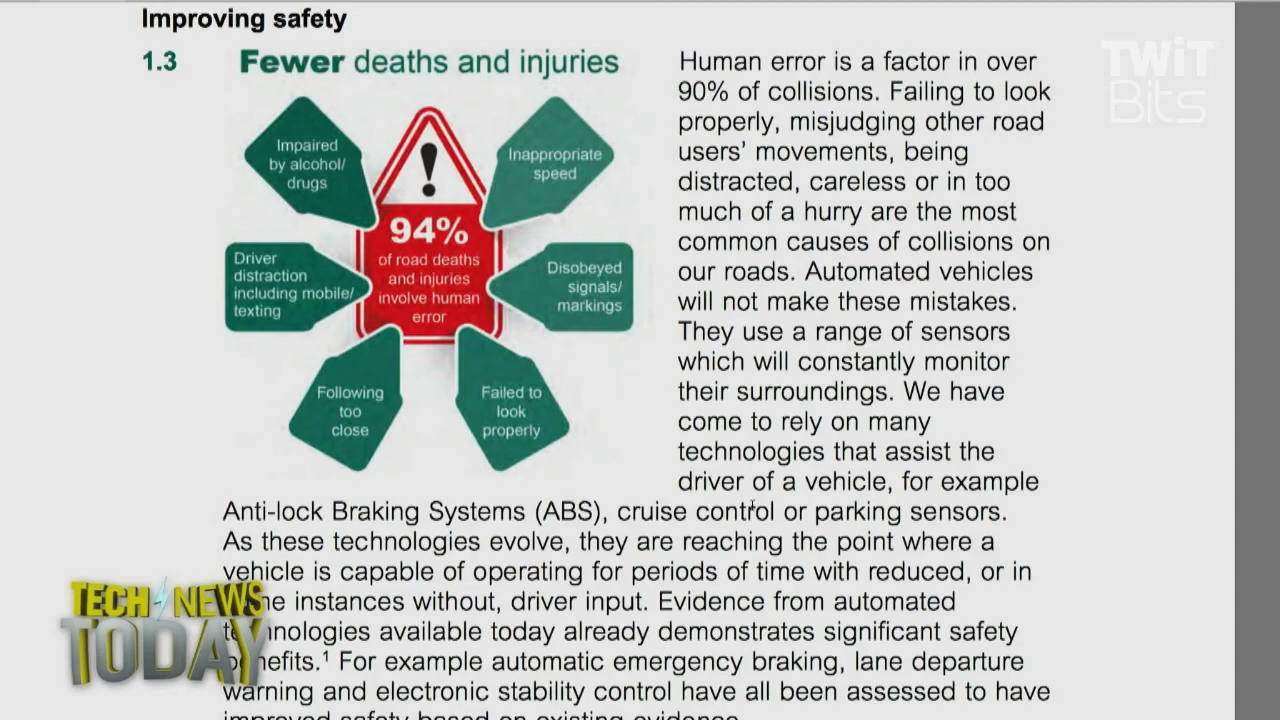 Improving safety
1.3
Fewer deaths and injuries
Impaired
by alcohol/
drugs
Inappropriate
speed
94%
of road deaths
and injuries
involve human
error
Driver
distraction
including mobile/
texting
Disobeyed
signals/
markings
Following
too
close
Failed to
look
properly
Human error is a factor in over
90% of collisions. Failing to look
properly, misjudging other road
users' movements, being
distracted, careless or in too
much of a hurry are the most
common causes of collisions on
our roads. Automated vehicles
will not make these mistakes.
They use a range of sensors
which will constantly monitor
their surroundings. We have
come to rely on many
technologies that assist the
driver of a vehicle, for example
Anti-lock Braking Systems (ABS), cruise control or parking sensors.
As these technologies evolve, they are reaching the point where a
vehicle is capable of operating for periods of time with reduced, or in
instances without, driver input. Evidence from automated
technologies available today already demonstrates significant safety
benefits.¹ For example automatic emergency braking, lane departure
warning and electronic stability control have all been assessed to have
improved safety based on existing evidence
TWiT
Bits
TECH NEWS
TODAY